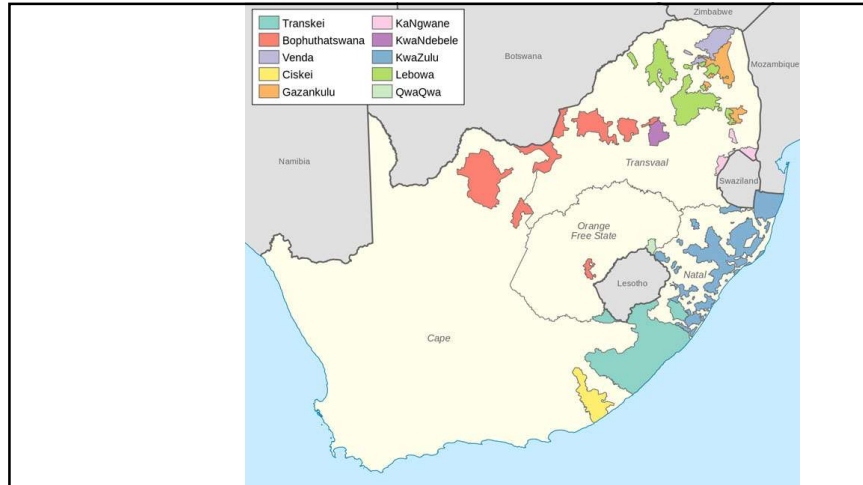 Transkei
Bophuthatswana
Venda
Ciskei
Gazankulu
KaNgwane
KwaNdebele
KwaZulu
Lebowa
QwaQwa
Zimbabwe
Botswana
Mozambique
Namibia
Transvaal
Swaziland
Orange
Free State
Lesotho
Natal
Cape